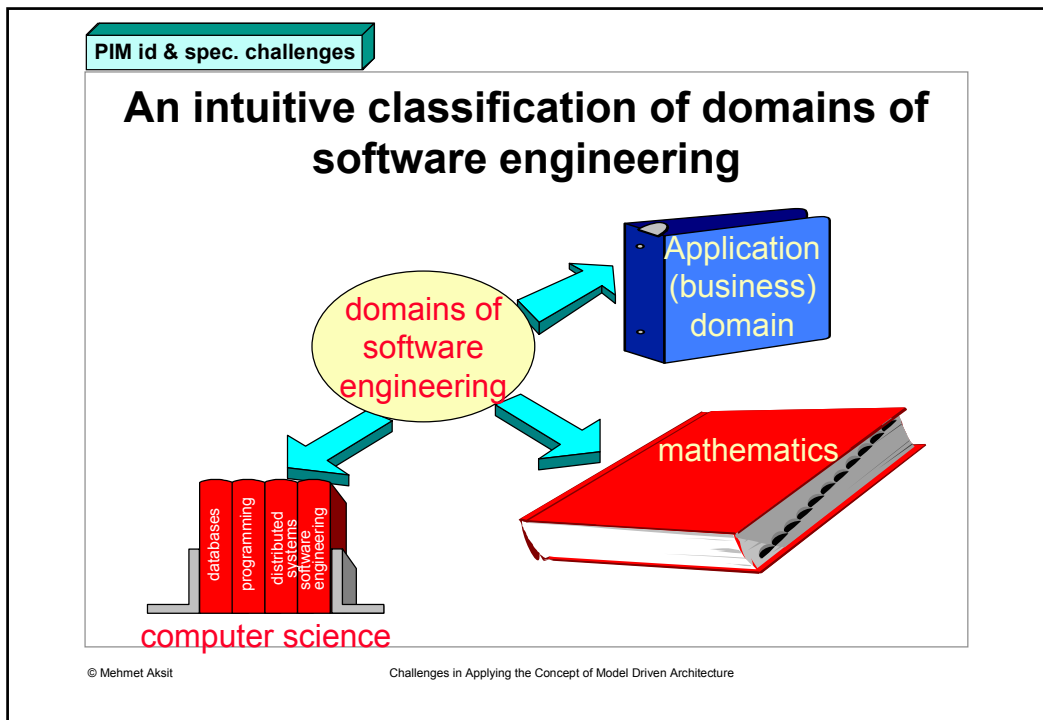 PIM id & spec. challenges
An intuitive classification of domains of
software engineering
domains of
software
engineering
Application
(business)
domain
mathematics
databases
programming
distributed
systems
software
engineering
computer science
© Mehmet Aksit
Challenges in Applying the Concept of Model Driven Architecture